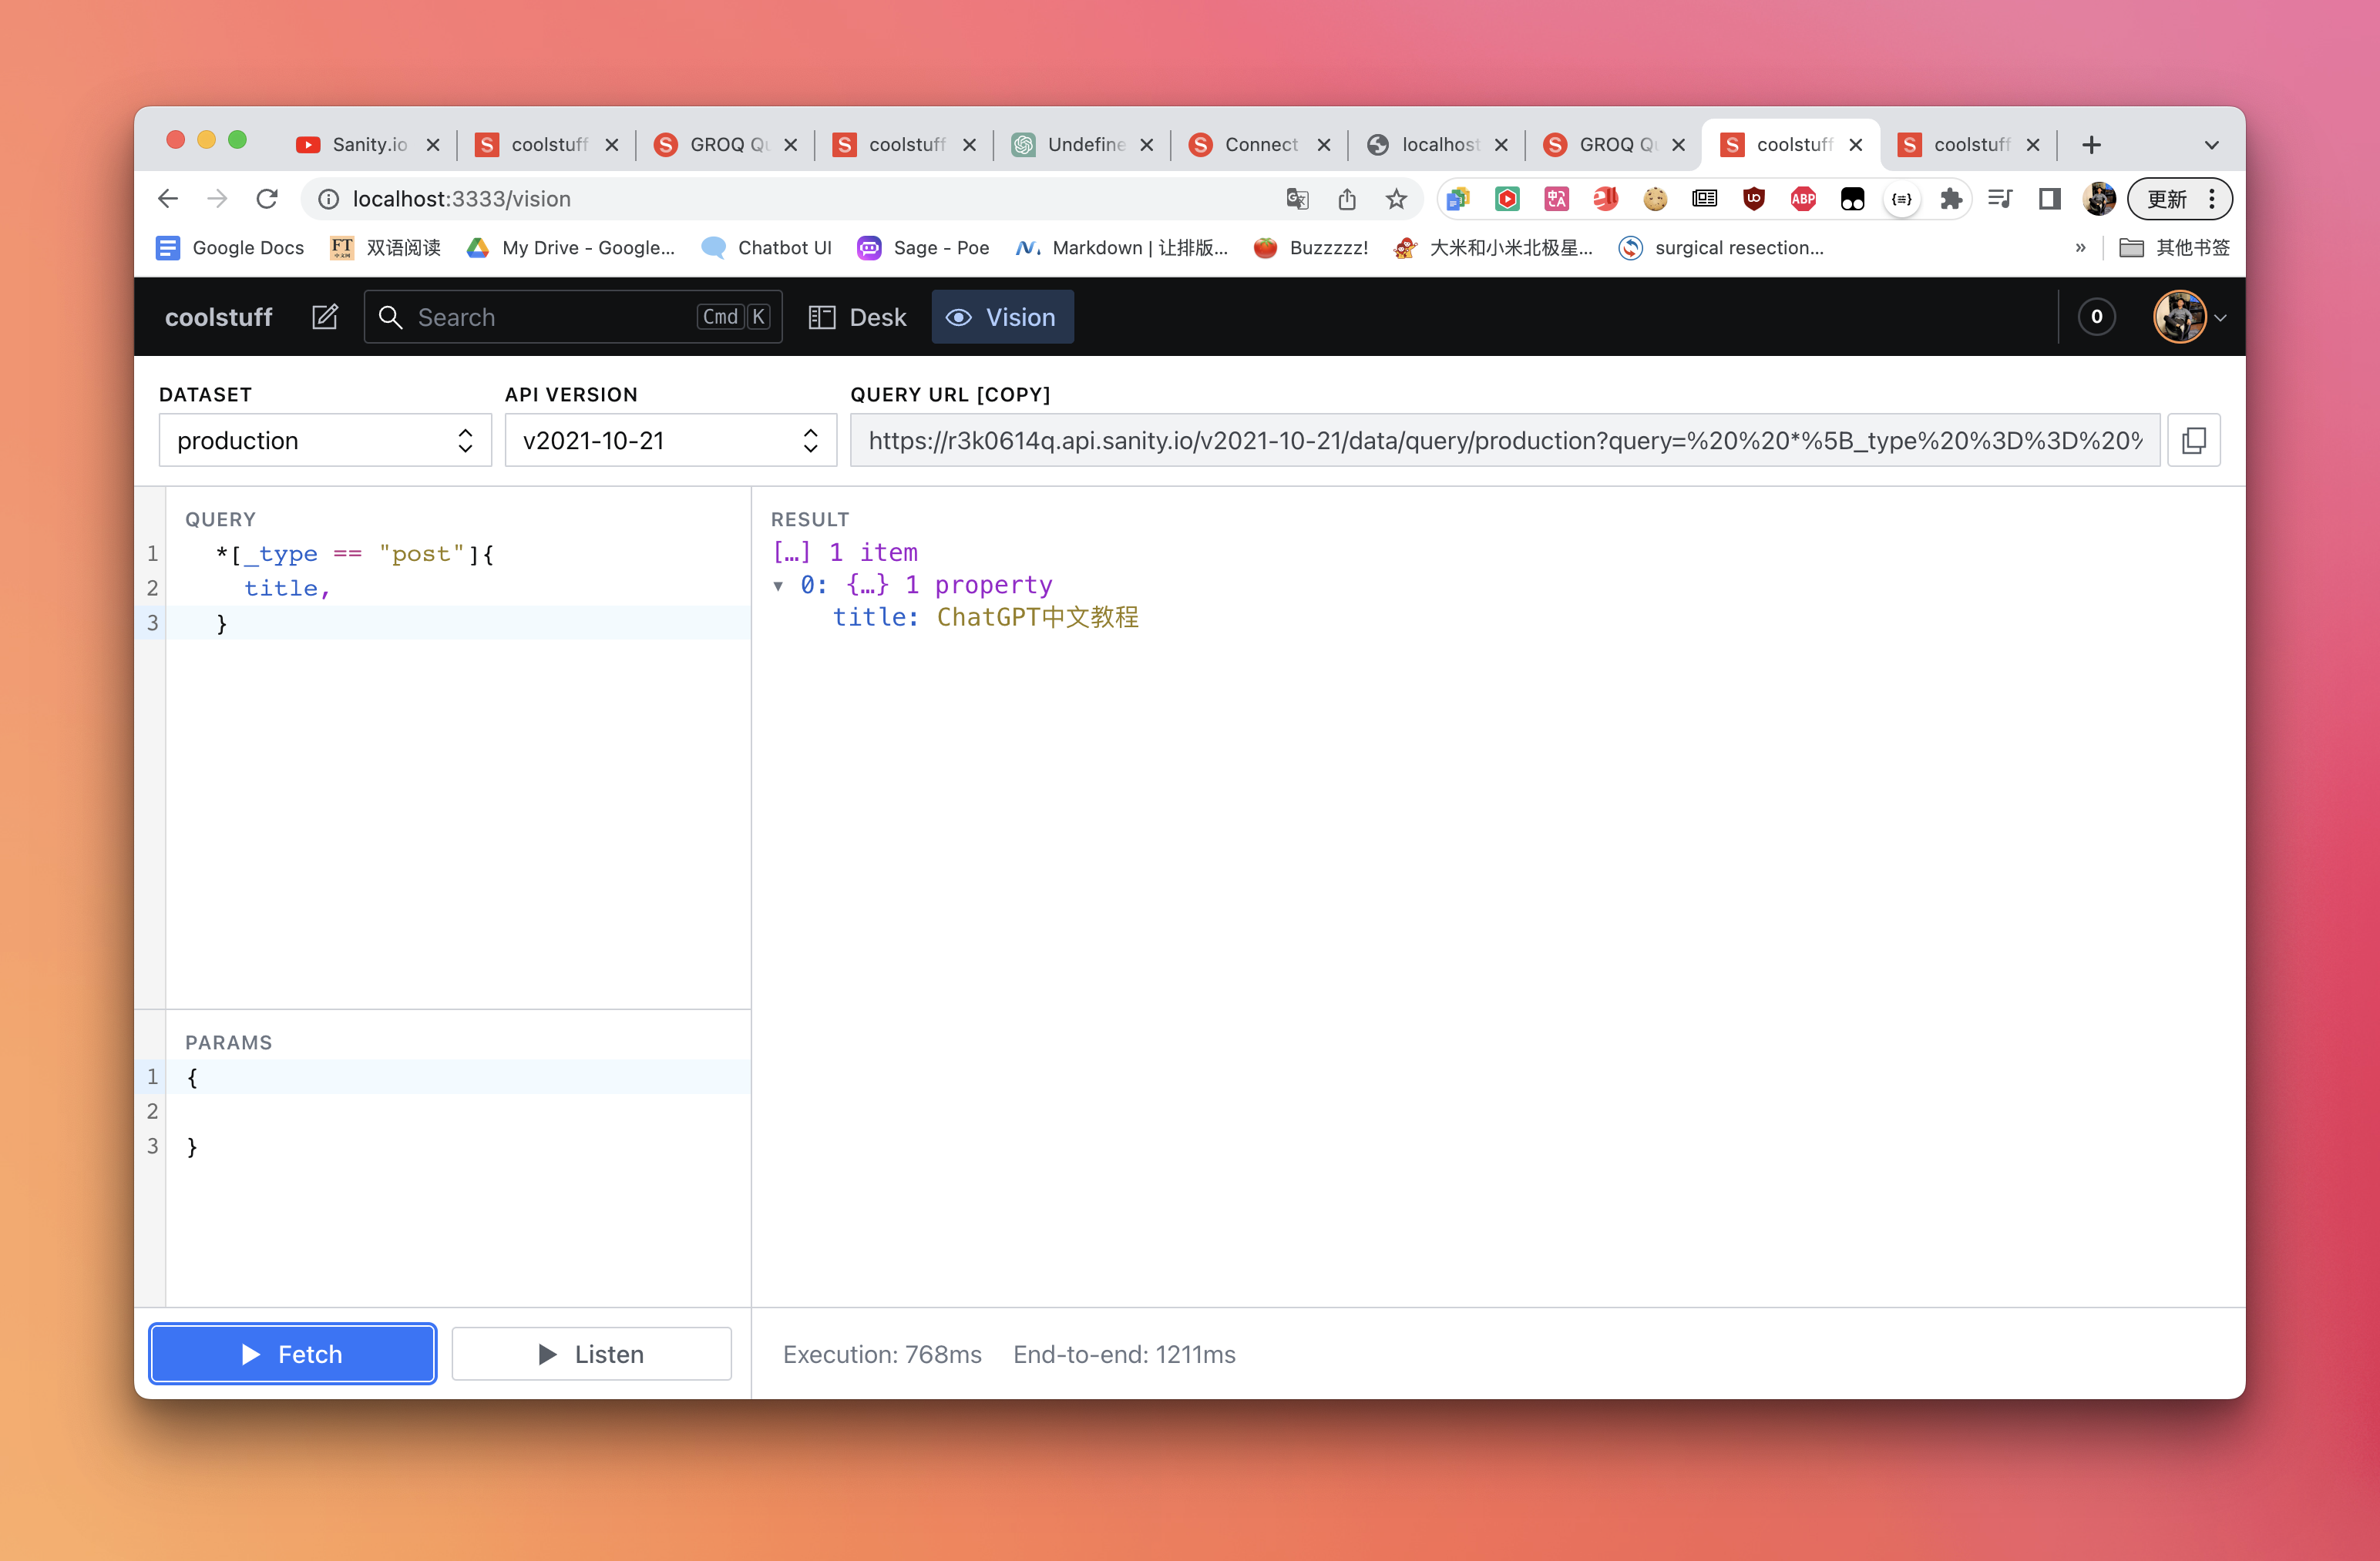 Sanity.io
coolstuff
GROQ Qu
coolstuff
Undefine
Connect
localhost
GROQ Qu
coolstuff
coolstuff
localhost:3333/vision
ABP
更新
Google Docs
FT
双语阅读
My Drive - Google...
Chatbot UI
Sage - Poe
Markdown | 让排版...
Buzzzzz!
大米和小米北极星...
surgical resection...
»
其他书签
coolstuff
Search
Cmd K
Desk
Vision
0
DATASET
API VERSION
QUERY URL [COPY]
production
v2021-10-21
https://r3k0614q.api.sanity.io/v2021-10-21/data/query/production?query=%20%20*%5B_type%20%3D%3D%20%
QUERY
1 *[_type == "post"]{
2 title,
3 }
RESULT
[…] 1 item
0: {…} 1 property
title: ChatGPT中文教程
PARAMS
1 {
2
3 }
Fetch
Listen
Execution: 768ms
End-to-end: 1211ms